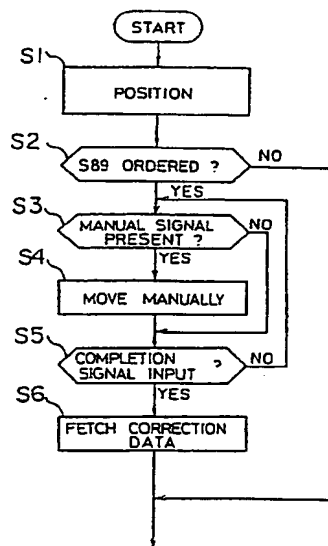 START
S1
POSITION
S2
S89 ORDERED ?
NO
YES
S3
MANUAL SIGNAL
PRESENT ?
NO
YES
S4
MOVE MANUALLY
S5
COMPLETION
SIGNAL INPUT ?
NO
YES
S6
FETCH CORRECTION
DATA